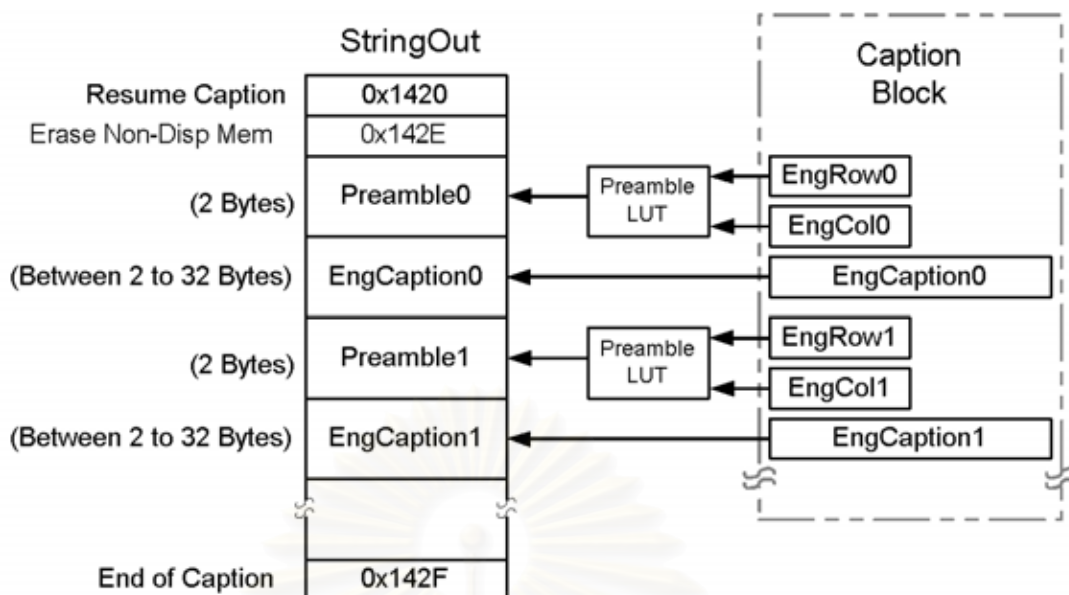 StringOut
Caption
Block
Resume Caption 0x1420
Erase Non-Disp Mem 0x142E
(2 Bytes) Preamble0 Preamble
LUT
EngRow0
EngCol0
(Between 2 to 32 Bytes) EngCaption0 EngCaption0
(2 Bytes) Preamble1 Preamble
LUT
EngRow1
EngCol1
(Between 2 to 32 Bytes) EngCaption1 EngCaption1
End of Caption 0x142F